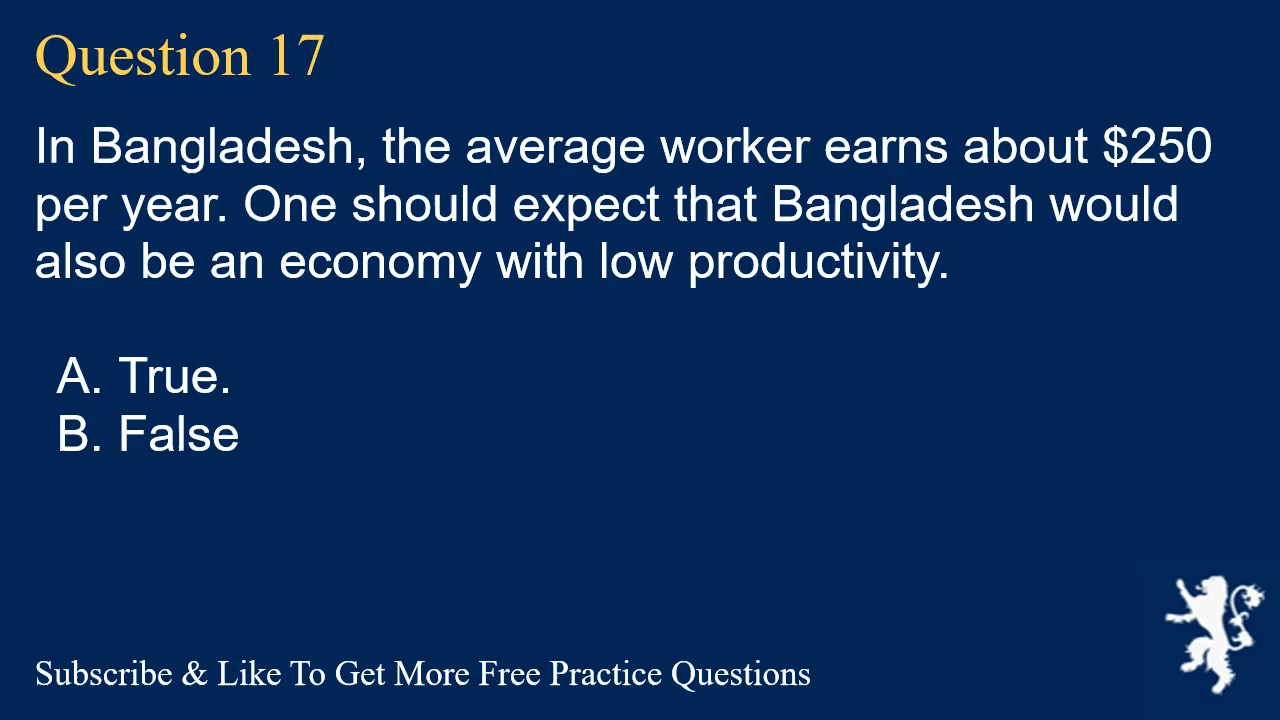 Question 17
In Bangladesh, the average worker earns about $250
per year. One should expect that Bangladesh would
also be an economy with low productivity.
A. True.
B. False
Subscribe & Like To Get More Free Practice Questions